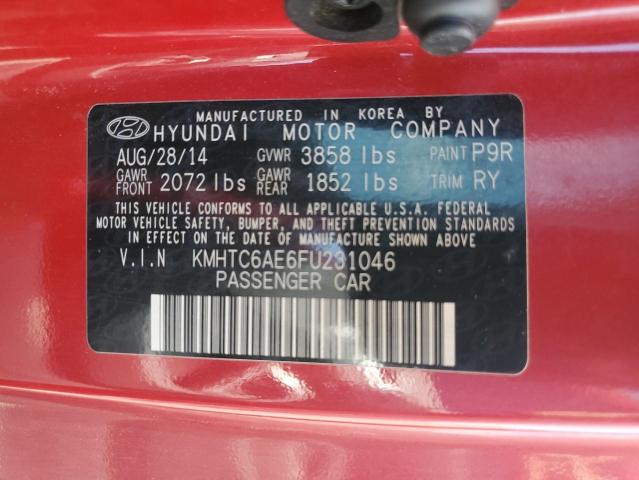 MANUFACTURED IN KOREA BY
HYUNDAI MOTOR COMPANY
AUG/28/14 GVWR 3858 lbs PAINT P9R
GAWR FRONT 2072 lbs GAWR REAR 1852 lbs TRIM RY
THIS VEHICLE CONFORMS TO ALL APPLICABLE U.S.A. FEDERAL
MOTOR VEHICLE SAFETY, BUMPER, AND THEFT PREVENTION STANDARDS
IN EFFECT ON THE DATE OF MANUFACTURE SHOWN ABOVE
V.I.N KMHTC6AE6FU231046
PASSENGER CAR